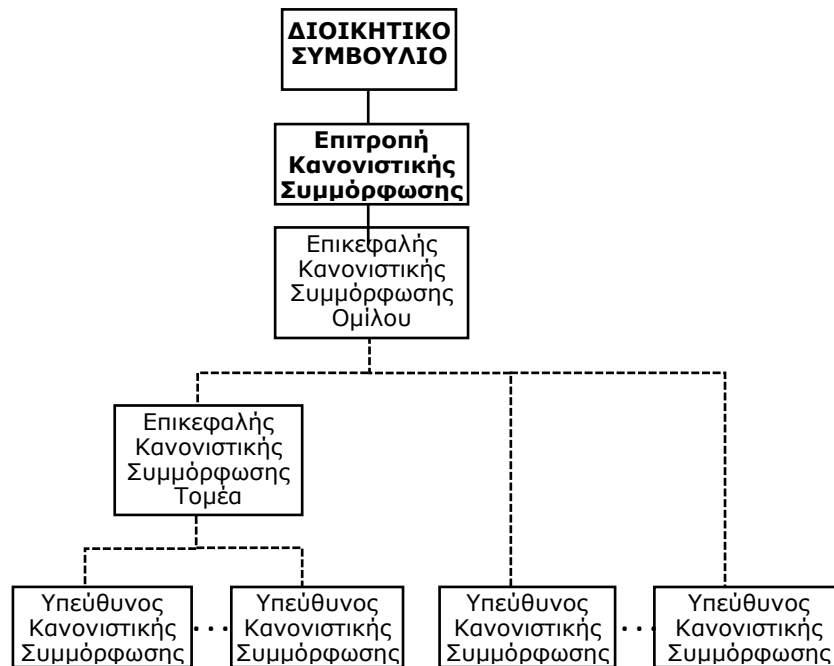 ΔΙΟΙΚΗΤΙΚΟ
ΣΥΜΒΟΥΛΙΟ
Επιτροπή
Κανονιστικής
Συμμόρφωσης
Επικεφαλής
Κανονιστικής
Συμμόρφωσης
Ομίλου
Επικεφαλής
Κανονιστικής
Συμμόρφωσης
Τομέα
Υπεύθυνος
Κανονιστικής
Συμμόρφωσης
. . .
Υπεύθυνος
Κανονιστικής
Συμμόρφωσης
Υπεύθυνος
Κανονιστικής
Συμμόρφωσης
. . .
Υπεύθυνος
Κανονιστικής
Συμμόρφωσης